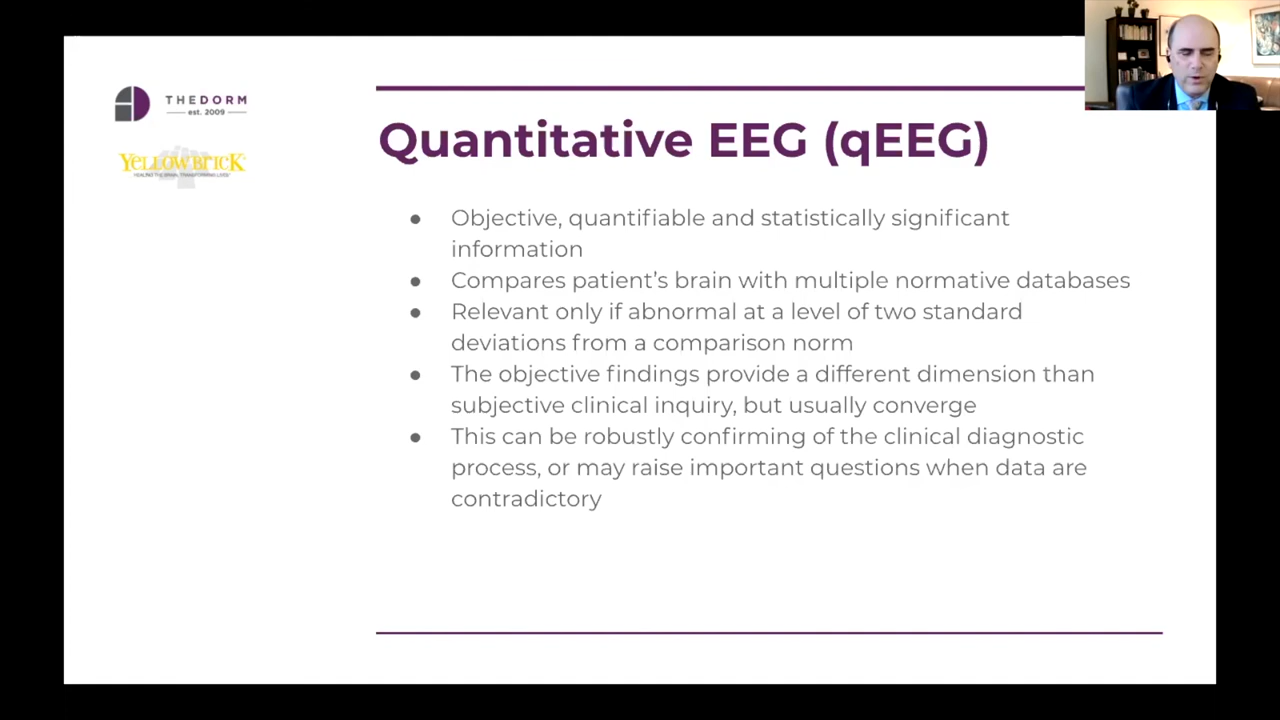 THEDORM
est. 2009
YELLOWBRICK
HEALING THE BRAIN, TRANSFORMING LIVES
Quantitative EEG (qEEG)
● Objective, quantifiable and statistically significant
information
● Compares patient’s brain with multiple normative databases
● Relevant only if abnormal at a level of two standard
deviations from a comparison norm
● The objective findings provide a different dimension than
subjective clinical inquiry, but usually converge
● This can be robustly confirming of the clinical diagnostic
process, or may raise important questions when data are
contradictory